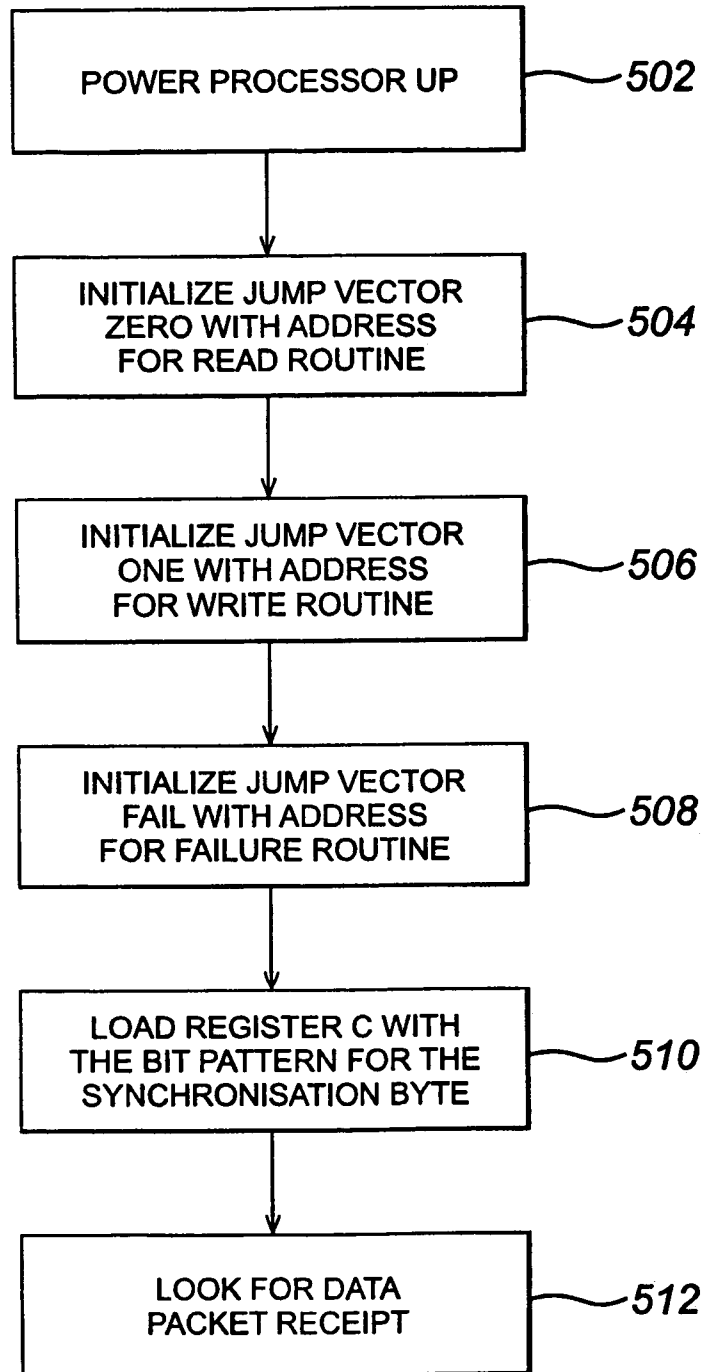 POWER PROCESSOR UP
502
INITIALIZE JUMP VECTOR
ZERO WITH ADDRESS
FOR READ ROUTINE
504
INITIALIZE JUMP VECTOR
ONE WITH ADDRESS
FOR WRITE ROUTINE
506
INITIALIZE JUMP VECTOR
FAIL WITH ADDRESS
FOR FAILURE ROUTINE
508
LOAD REGISTER C WITH
THE BIT PATTERN FOR THE
SYNCHRONISATION BYTE
510
LOOK FOR DATA
PACKET RECEIPT
512